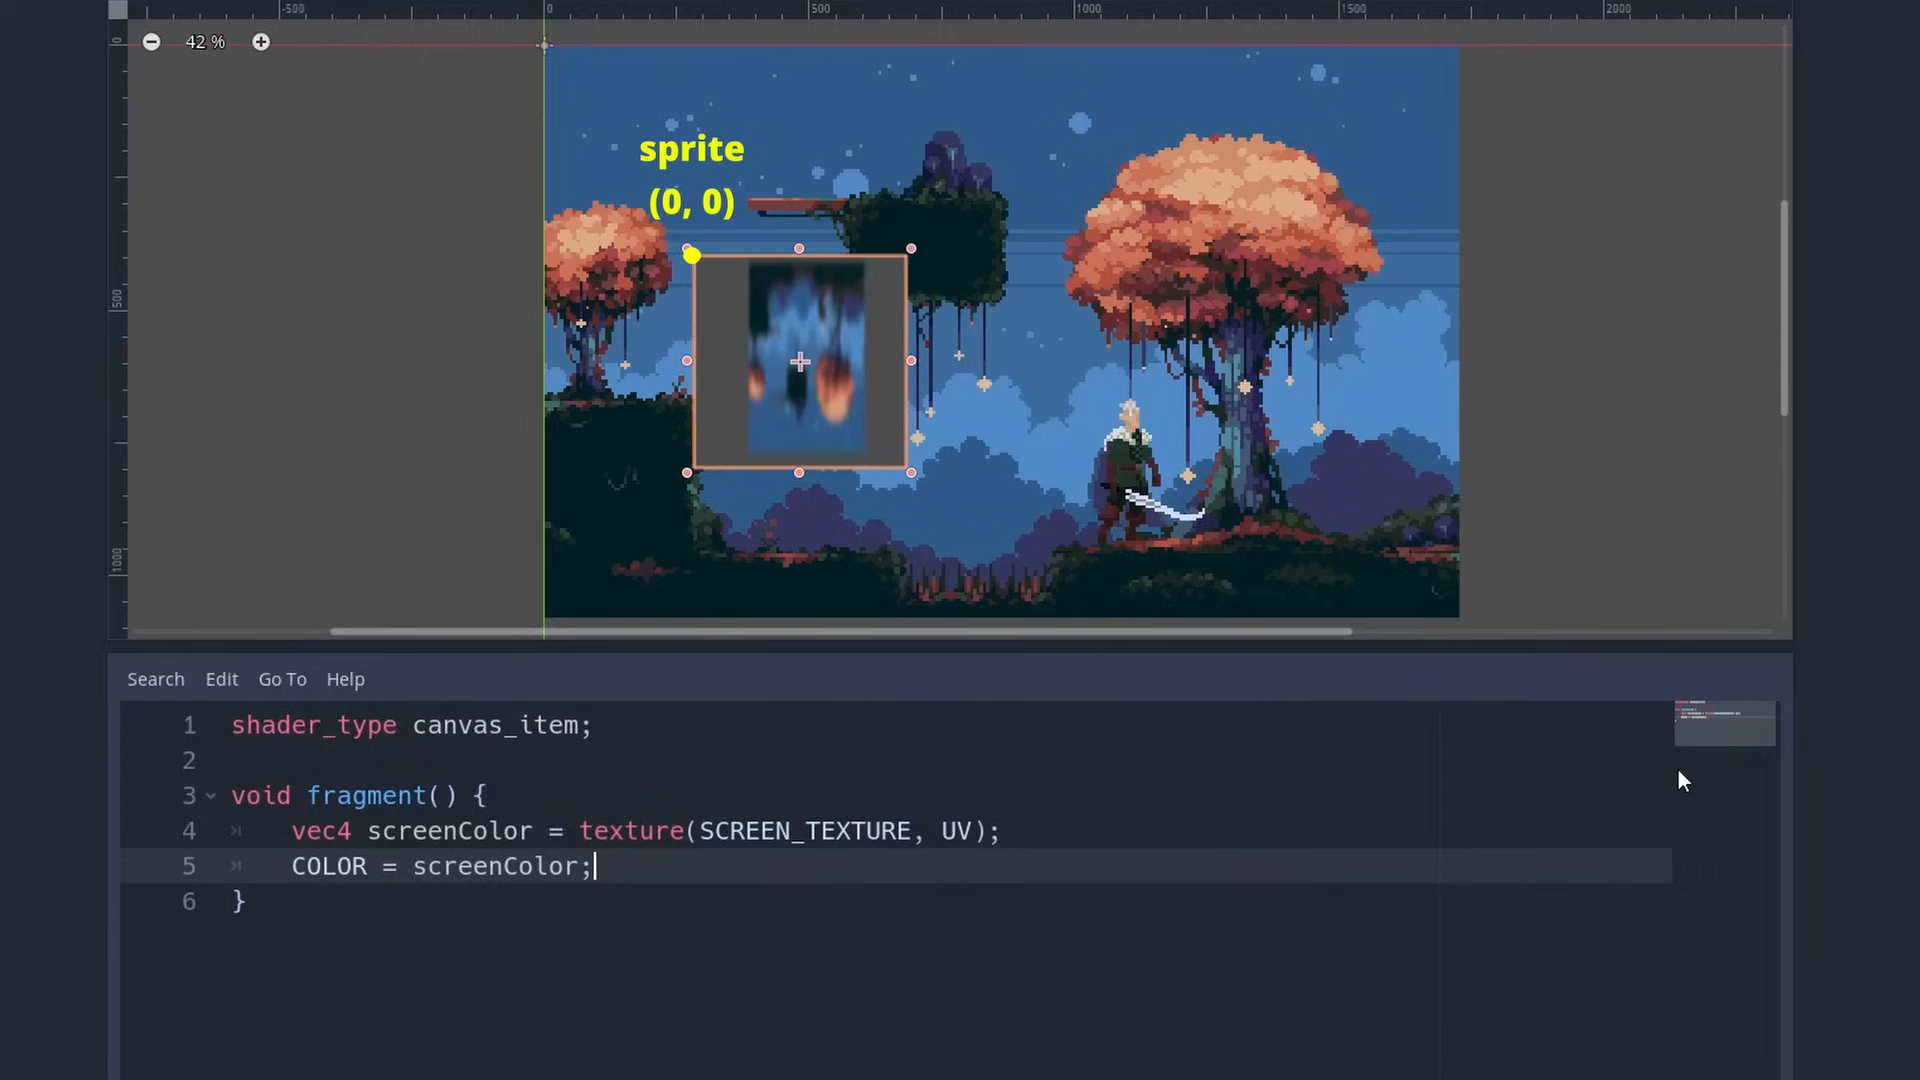 -500 0 500 1000 1500 2000
0
42 %
sprite
(0, 0)
500
1000
Search Edit Go To Help
1 shader_type canvas_item;
2
3 void fragment() {
4 vec4 screenColor = texture(SCREEN_TEXTURE, UV);
5 COLOR = screenColor;
6 }